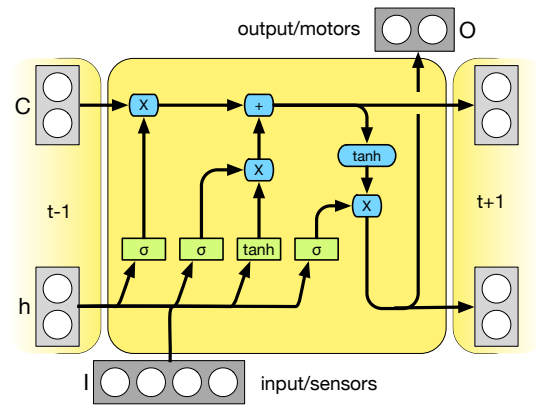 output/motors O
C
X
+
tanh
X
t-1
X
t+1
σ
σ
tanh
σ
h
I
input/sensors